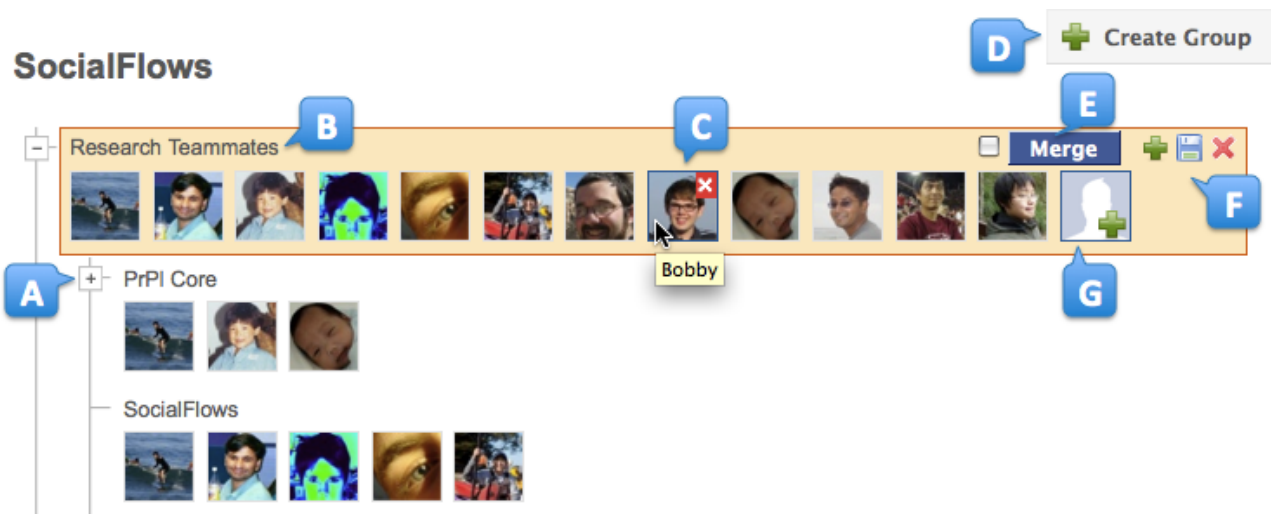 D
Create Group
SocialFlows
E
B
C
Research Teammates
Merge
F
Bobby
A
PrPl Core
G
SocialFlows